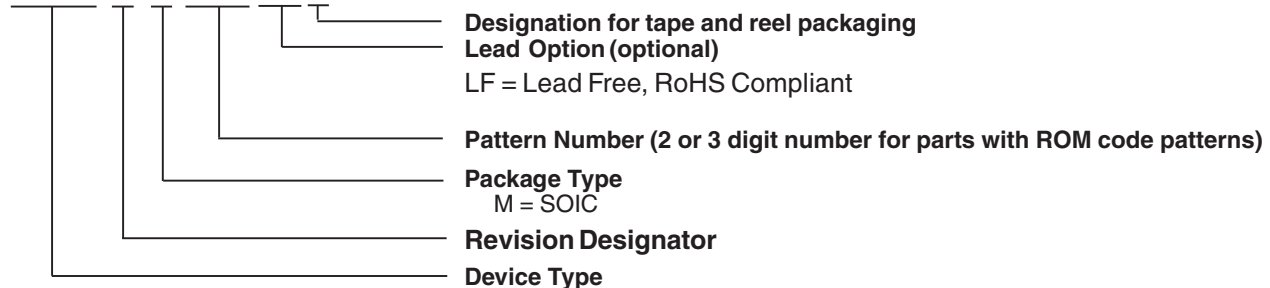 Designation for tape and reel packaging
Lead Option (optional)
LF = Lead Free, RoHS Compliant
Pattern Number (2 or 3 digit number for parts with ROM code patterns)
Package Type
M = SOIC
Revision Designator
Device Type